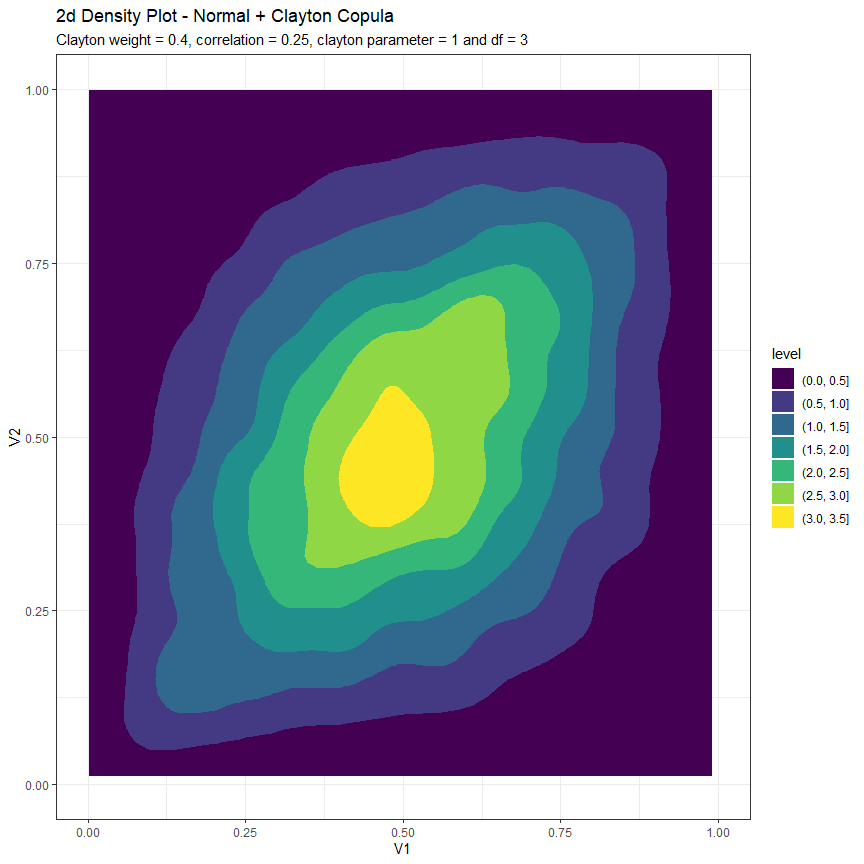 2d Density Plot - Normal + Clayton Copula
Clayton weight = 0.4, correlation = 0.25, clayton parameter = 1 and df = 3
1.00
0.75
0.50
0.25
0.00
V2
0.00 0.25 0.50 0.75 1.00
V1
level
(0.0, 0.5]
(0.5, 1.0]
(1.0, 1.5]
(1.5, 2.0]
(2.0, 2.5]
(2.5, 3.0]
(3.0, 3.5]